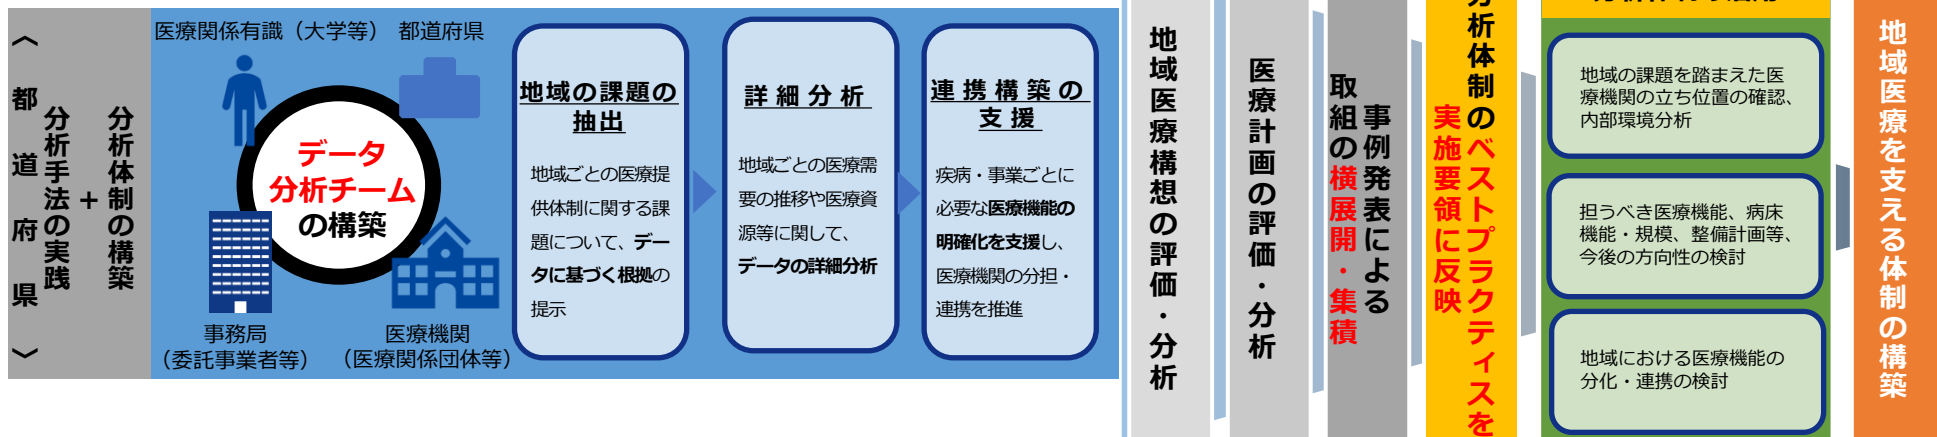 ︿都道府県﹀
分析体制の構築
+
分析手法の実践
医療関係有識（大学等）
都道府県
データ
分析チーム
の構築
事務局
（委託事業者等）
医療機関
（医療関係団体等）
地域の課題の
抽出
地域ごとの医療提
供体制に関する課
題について、デー
タに基づく根拠の
提示
詳細分析
地域ごとの医療需
要の推移や医療資
源等に関して、
データの詳細分析
連携構築の
支援
疾病・事業ごとに
必要な医療機能の
明確化を支援し、
医療機関の分担・
連携を推進
地域医療構想の評価・分析
医療計画の評価・分析
事例発表による
取組の横展開・集積
分析体制のベストプラクティスを
実施要領に反映
地域の課題を踏まえた医
療機関の立ち位置の確認、
内部環境分析
担うべき医療機能、病床
機能・規模、整備計画等、
今後の方向性の検討
地域における医療機能の
分化・連携の検討
地域医療を支える体制の構築